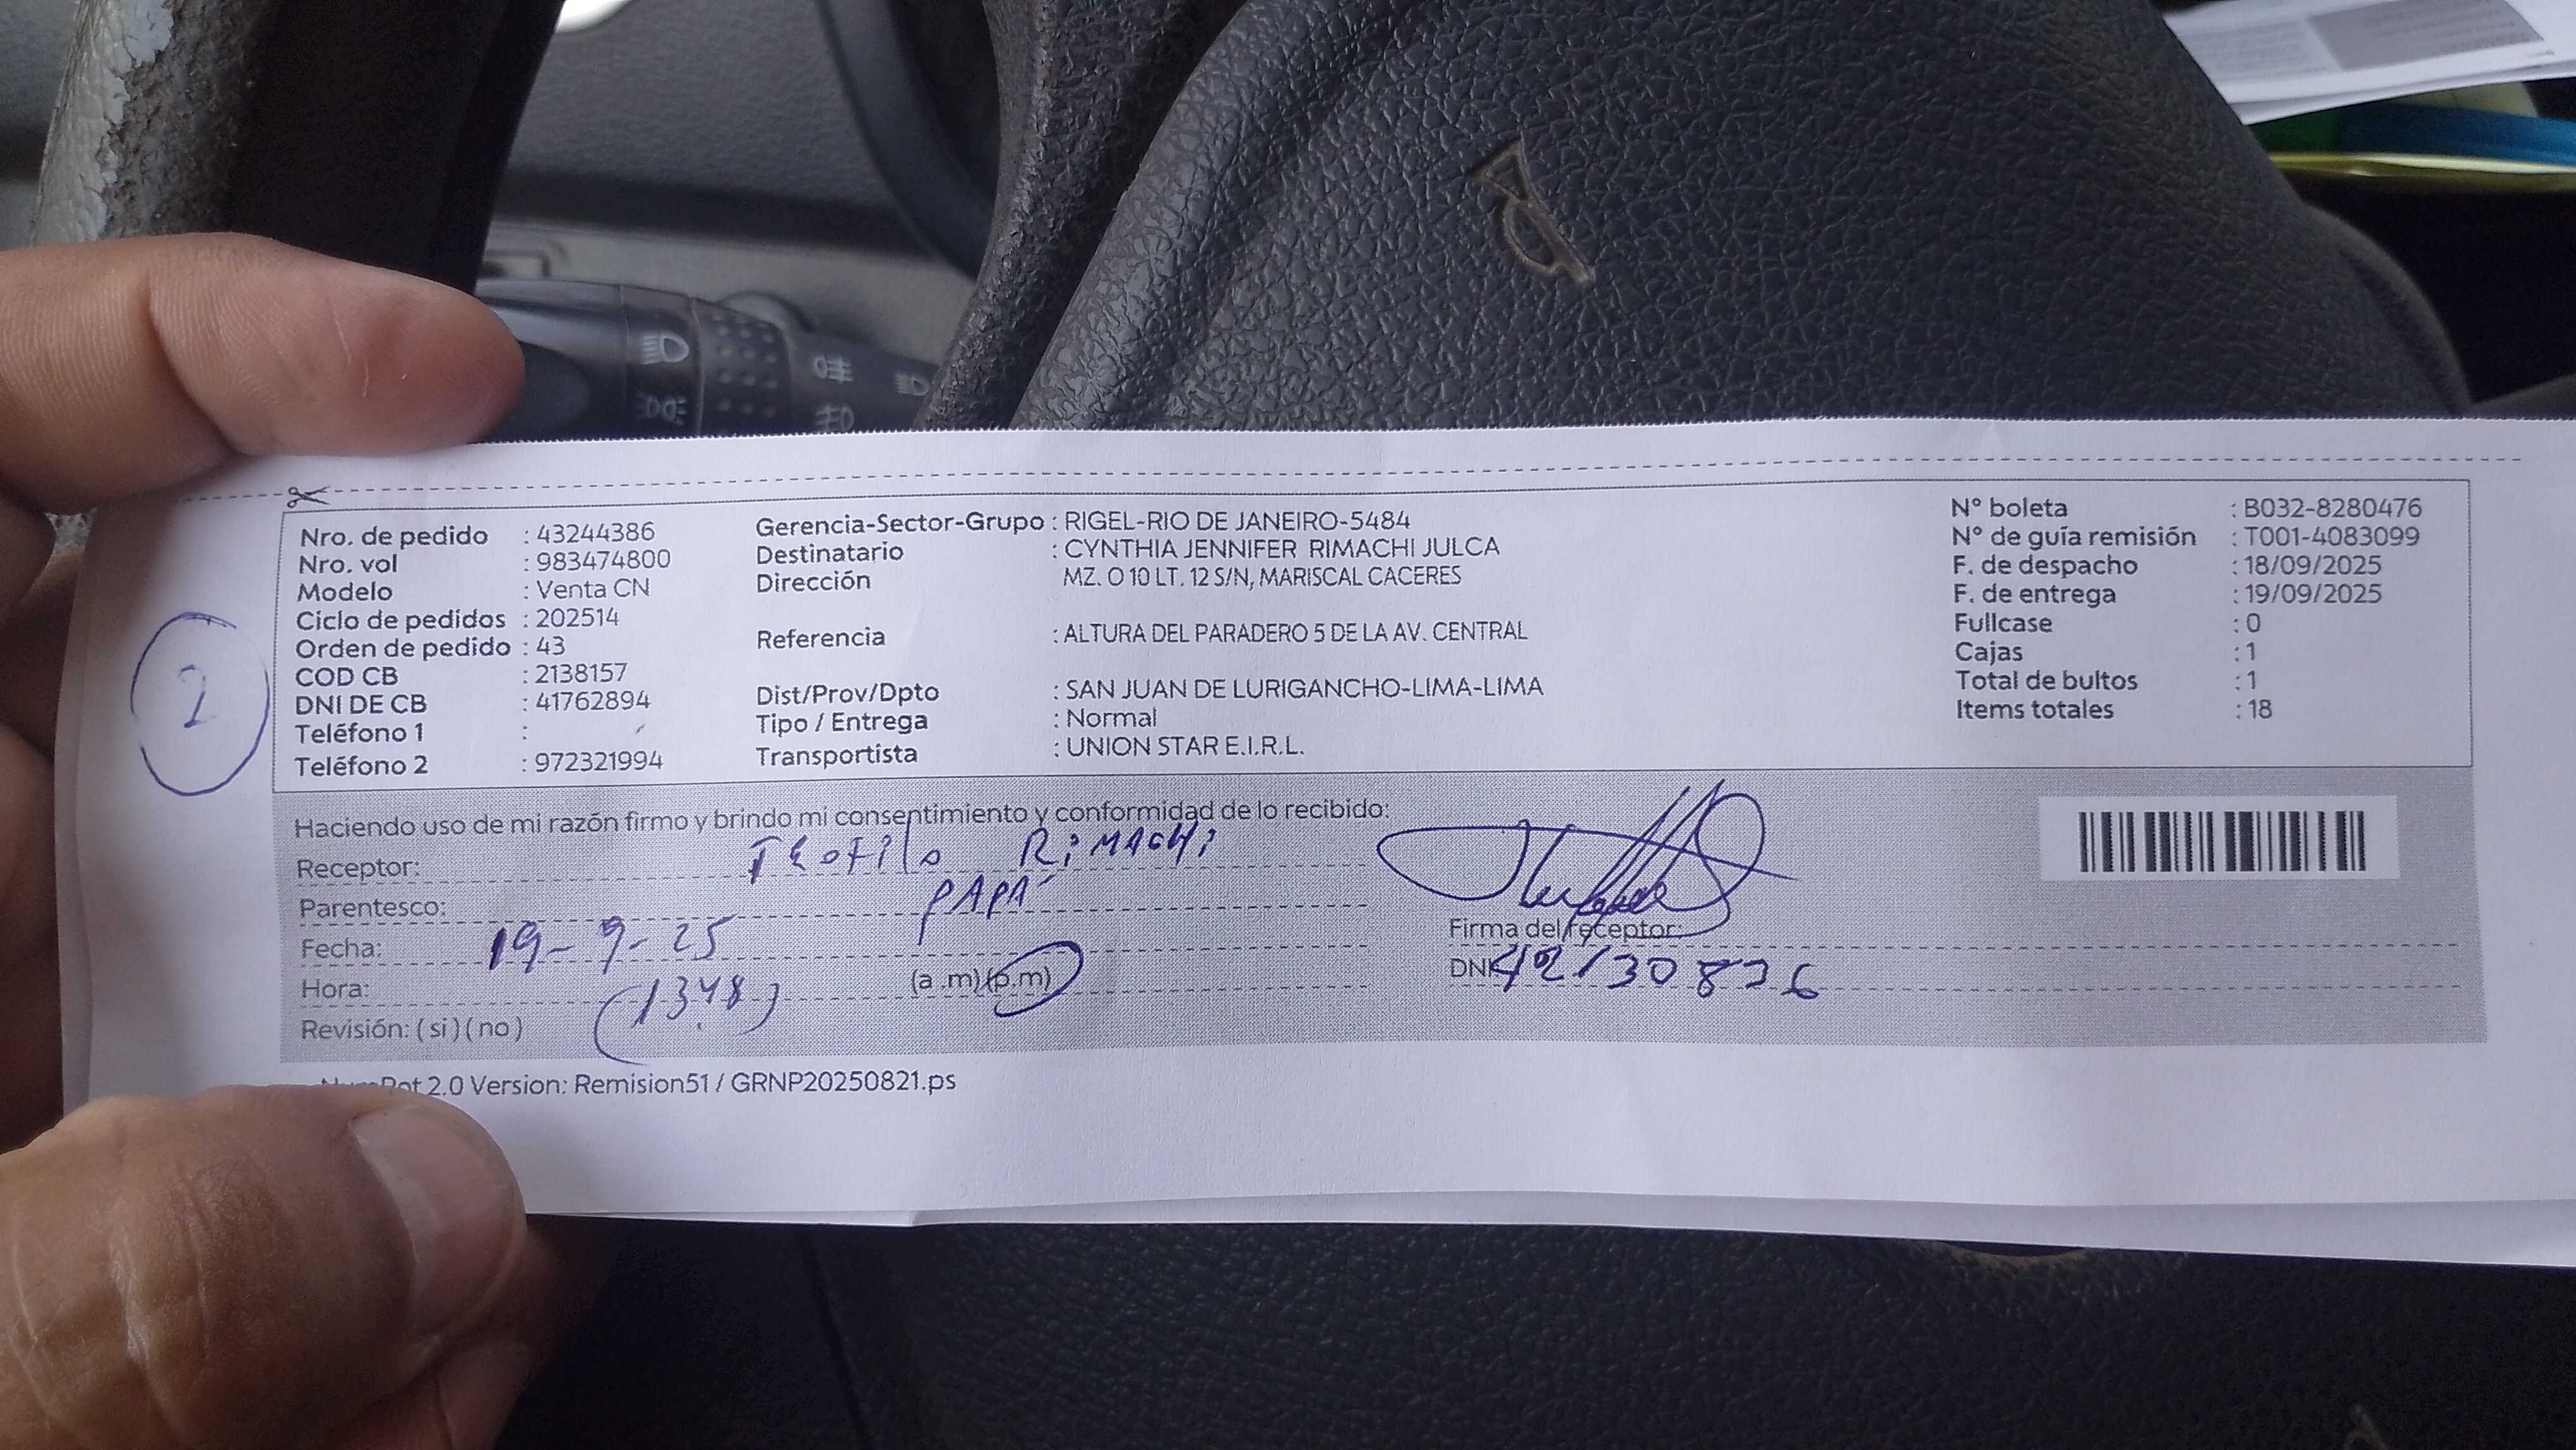 Nro. de pedido : 43244386
Nro. vol : 983474800
Modelo : Venta CN
Ciclo de pedidos : 202514
Orden de pedido : 43
COD CB : 2138157
DNI DE CB : 41762894
Teléfono 1 :
Teléfono 2 : 972321994
Gerencia-Sector-Grupo : RIGEL-RIO DE JANEIRO-5484
Destinatario : CYNTHIA JENNIFER RIMACHI JULCA
Dirección MZ. O 10 LT. 12 S/N, MARISCAL CACERES
Referencia : ALTURA DEL PARADERO 5 DE LA AV. CENTRAL
Dist/Prov/Dpto : SAN JUAN DE LURIGANCHO-LIMA-LIMA
Tipo / Entrega : Normal
Transportista : UNION STAR E.I.R.L.
N° boleta : B032-8280476
N° de guía remisión : T001-4083099
F. de despacho : 18/09/2025
F. de entrega : 19/09/2025
Fullcase : 0
Cajas : 1
Total de bultos : 1
Items totales : 18
Haciendo uso de mi razón firmo y brindo mi consentimiento y conformidad de lo recibido:
Receptor: TEOFILO RIMACHI
Parentesco: PAPÁ
Fecha: 19-9-25
Hora: (a .m)(p.m)
Revisión: ( si ) ( no )
Firma del receptor:
DNI:
2.0 Version: Remision51 / GRNP20250821.ps